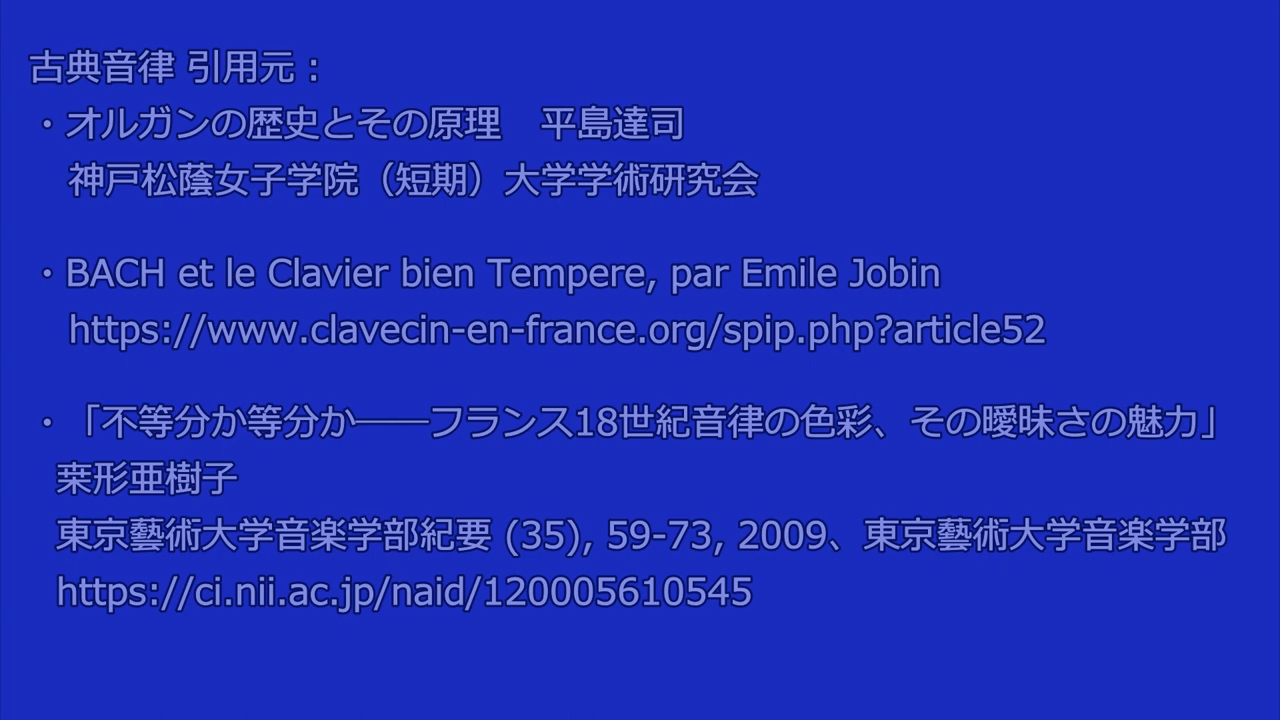 古典音律 引用元：
・オルガンの歴史とその原理　平島達司
神戸松蔭女子学院（短期）大学学術研究会
・BACH et le Clavier bien Tempere, par Emile Jobin
https://www.clavecin-en-france.org/spip.php?article52
・「不等分か等分か――フランス18世紀音律の色彩、その曖昧さの魅力」
桒形亜樹子
東京藝術大学音楽学部紀要 (35), 59-73, 2009、東京藝術大学音楽学部
https://ci.nii.ac.jp/naid/120005610545